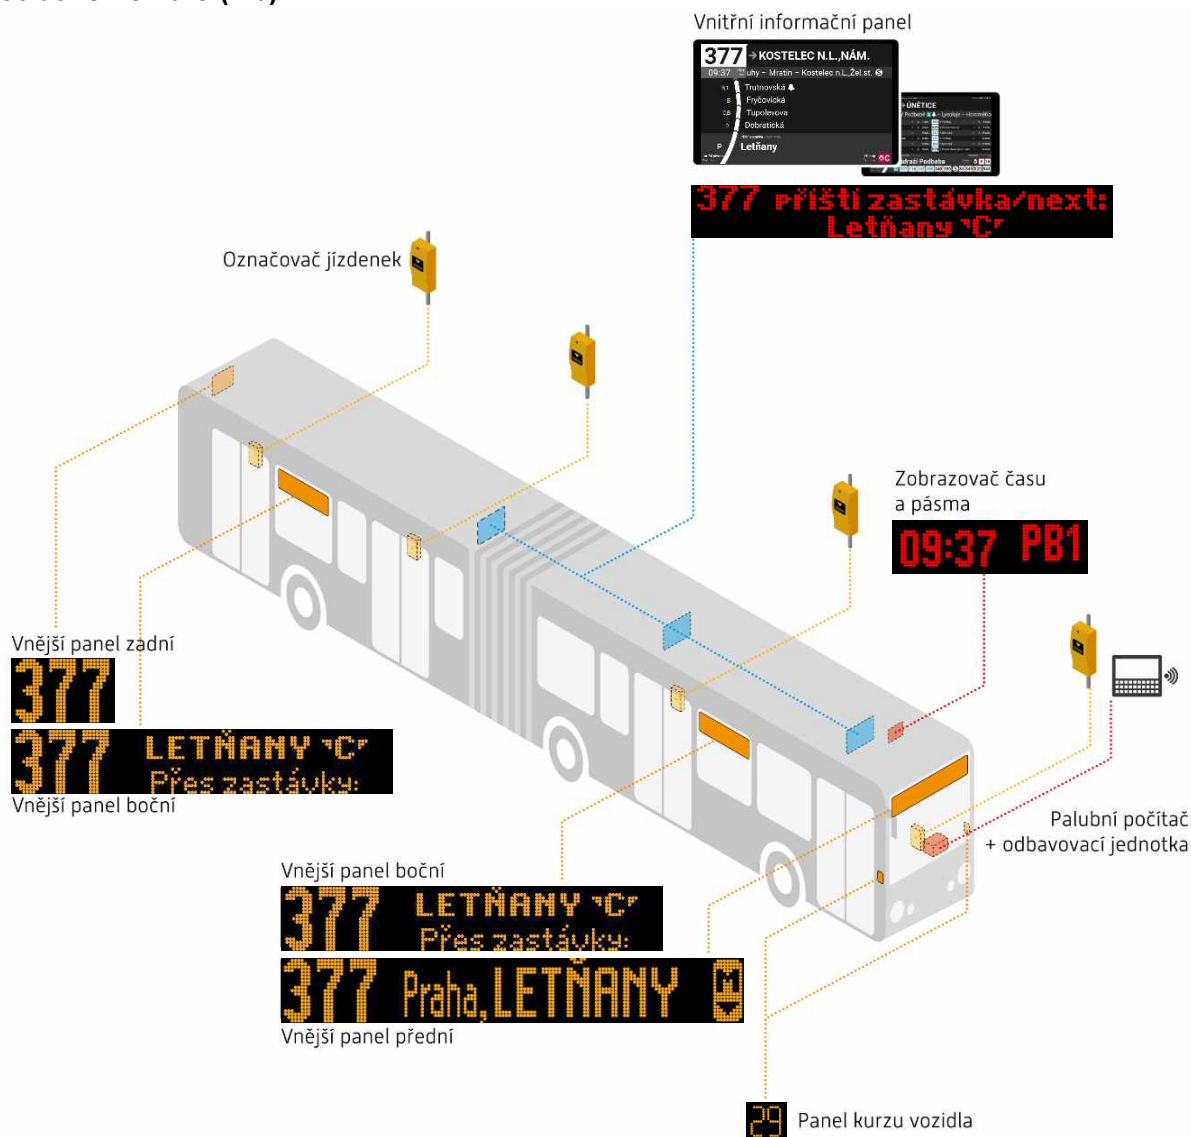 Vnitřní informační panel
377 → KOSTELEC N.L.,NÁM.
09:37 uhy – Mratín – Kostelec n.L.,Žel.st. S
Trutnovská
Fryčovická
Tupolevova
Dobratická
P Letňany
C
ÚNĚTICE
377 příští zastávka/next:
Letňany "C"
Označovač jízdenek
Zobrazovač času
a pásma
09:37 PB1
Vnější panel zadní
377
377 LETŇANY "C"
Přes zastávky:
Vnější panel boční
Palubní počítač
+ odbavovací jednotka
Vnější panel boční
377 LETŇANY "C"
Přes zastávky:
377 Praha, LETŇANY M
Vnější panel přední
29 Panel kurzu vozidla